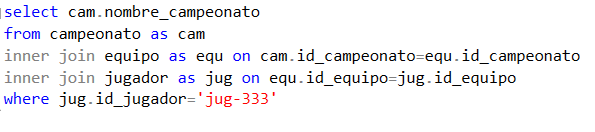 select cam.nombre_campeonato
from campeonato as cam
inner join equipo as equ on cam.id_campeonato=equ.id_campeonato
inner join jugador as jug on equ.id_equipo=jug.id_equipo
where jug.id_jugador='jug-333'